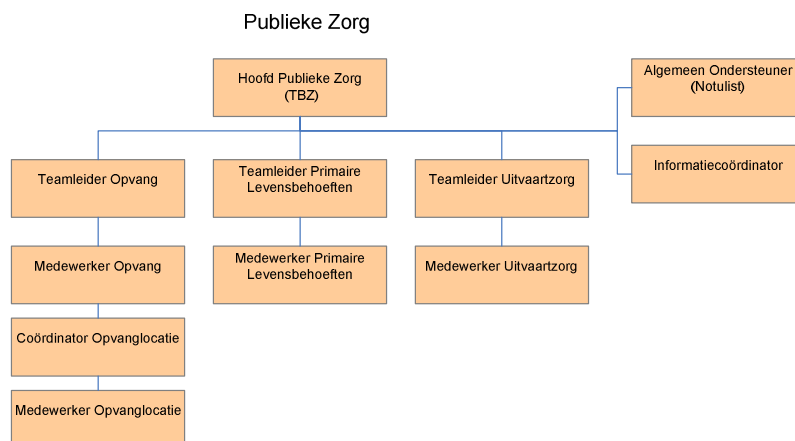 Publieke Zorg
Hoofd Publieke Zorg
(TBZ)
Algemeen Ondersteuner
(Notulist)
Informatiecoördinator
Teamleider Opvang
Teamleider Primaire
Levensbehoeften
Teamleider Uitvaartzorg
Medewerker Opvang
Medewerker Primaire
Levensbehoeften
Medewerker Uitvaartzorg
Coördinator Opvanglocatie
Medewerker Opvanglocatie